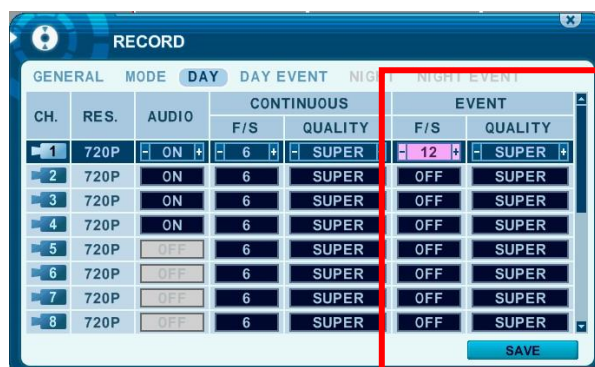 RECORD
GENERAL MODE DAY DAY EVENT NIGHT NIGHT EVENT
CH. RES. AUDIO CONTINUOUS EVENT
F/S QUALITY F/S QUALITY
1 720P - ON + - 6 + - SUPER + - 12 + - SUPER +
2 720P ON 6 SUPER OFF SUPER
3 720P ON 6 SUPER OFF SUPER
4 720P ON 6 SUPER OFF SUPER
5 720P OFF 6 SUPER OFF SUPER
6 720P OFF 6 SUPER OFF SUPER
7 720P OFF 6 SUPER OFF SUPER
8 720P OFF 6 SUPER OFF SUPER
SAVE